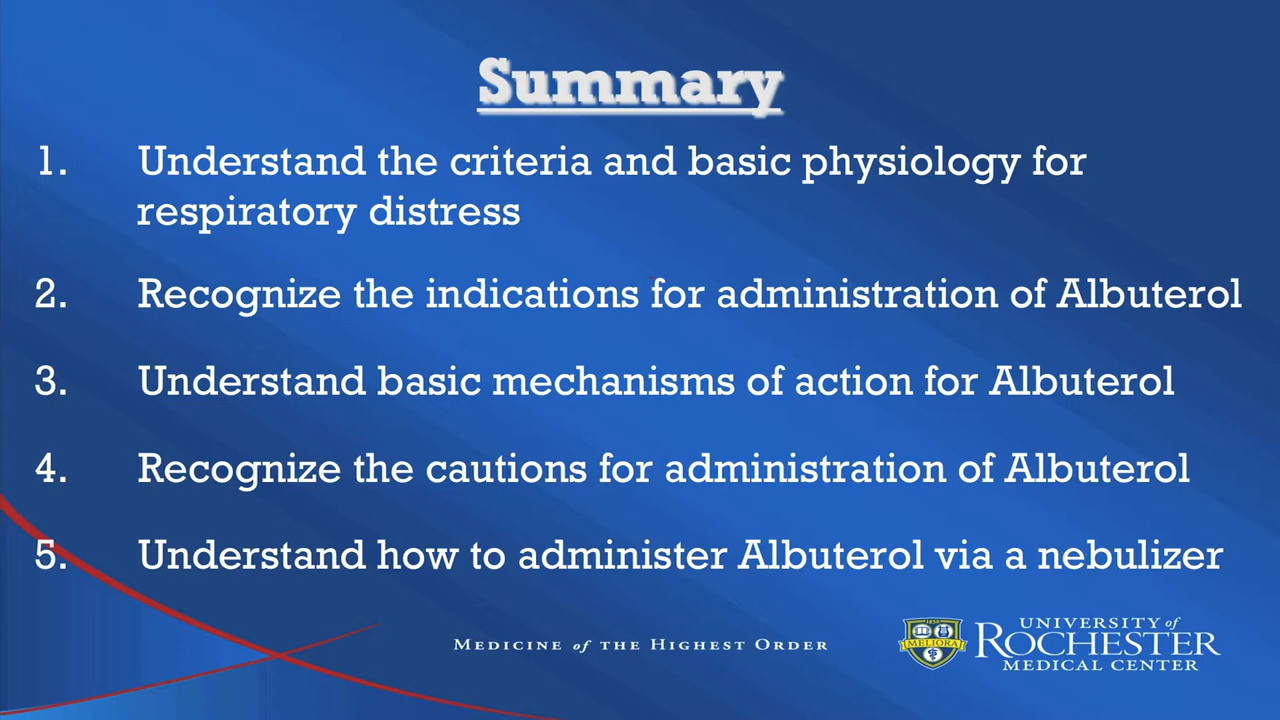 Summary
1. Understand the criteria and basic physiology for
respiratory distress
2. Recognize the indications for administration of Albuterol
3. Understand basic mechanisms of action for Albuterol
4. Recognize the cautions for administration of Albuterol
5. Understand how to administer Albuterol via a nebulizer
MEDICINE of THE HIGHEST ORDER
1850
MELIORA
UNIVERSITY of
ROCHESTER
MEDICAL CENTER